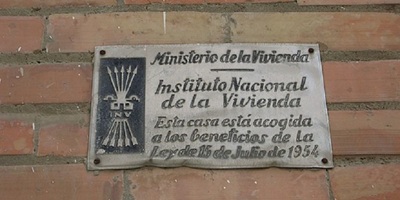 Ministerio de la Vivienda
Instituto Nacional
de la Vivienda
Esta casa está acogida
a los beneficios de la
Ley de 15 de Julio de 1954
INV